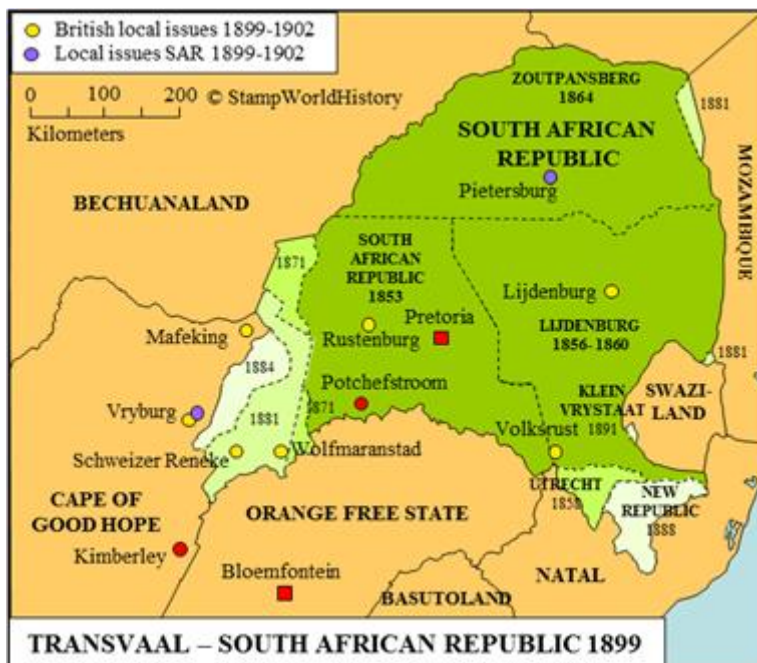 British local issues 1899-1902
Local issues SAR 1899-1902
0 100 200 © StampWorldHistory
Kilometers
ZOUTPANSBERG
1864
1881
SOUTH AFRICAN
REPUBLIC
Pietersburg
MOZAMBIQUE
BECHUANALAND
1871
SOUTH
AFRICAN
REPUBLIC
1853
Lijdenburg
Mafeking
Rustenburg
Pretoria
LIJDENBURG
1856-1860
1881
1884
Potchefstroom
KLEIN
VRYSTAAT
1891
SWAZI-
LAND
Vryburg
1881
1871
Volksrust
Schweizer Reneke
Wolfmaranstad
UTRECHT
1858
NEW
REPUBLIC
1888
CAPE OF
GOOD HOPE
ORANGE FREE STATE
Kimberley
Bloemfontein
BASUTOLAND
NATAL
TRANSVAAL – SOUTH AFRICAN REPUBLIC 1899